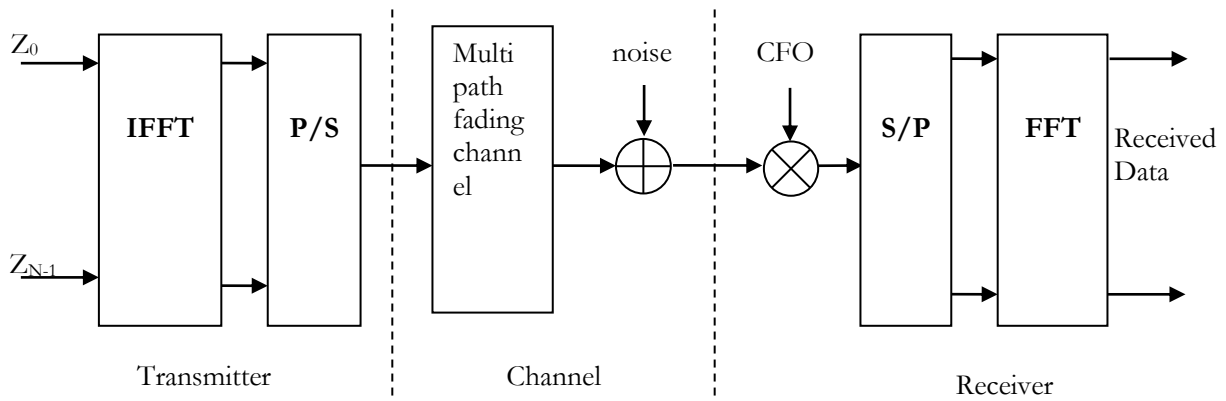 Z0
ZN-1
IFFT
P/S
Multi
path
fading
chann
el
noise
CFO
S/P
FFT
Received
Data
Transmitter
Channel
Receiver